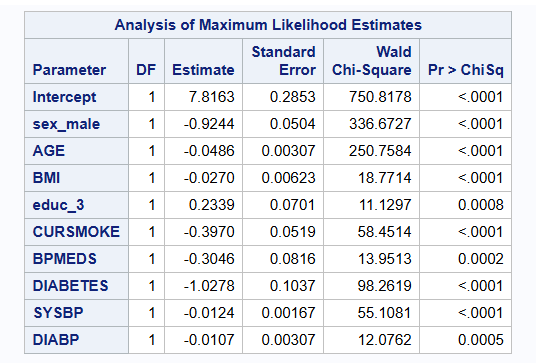 Analysis of Maximum Likelihood Estimates
Parameter DF Estimate Standard Error Wald Chi-Square Pr > ChiSq
Intercept 1 7.8163 0.2853 750.8178 <.0001
sex_male 1 -0.9244 0.0504 336.6727 <.0001
AGE 1 -0.0486 0.00307 250.7584 <.0001
BMI 1 -0.0270 0.00623 18.7714 <.0001
educ_3 1 0.2339 0.0701 11.1297 0.0008
CURSMOKE 1 -0.3970 0.0519 58.4514 <.0001
BPMEDS 1 -0.3046 0.0816 13.9513 0.0002
DIABETES 1 -1.0278 0.1037 98.2619 <.0001
SYSBP 1 -0.0124 0.00167 55.1081 <.0001
DIABP 1 -0.0107 0.00307 12.0762 0.0005